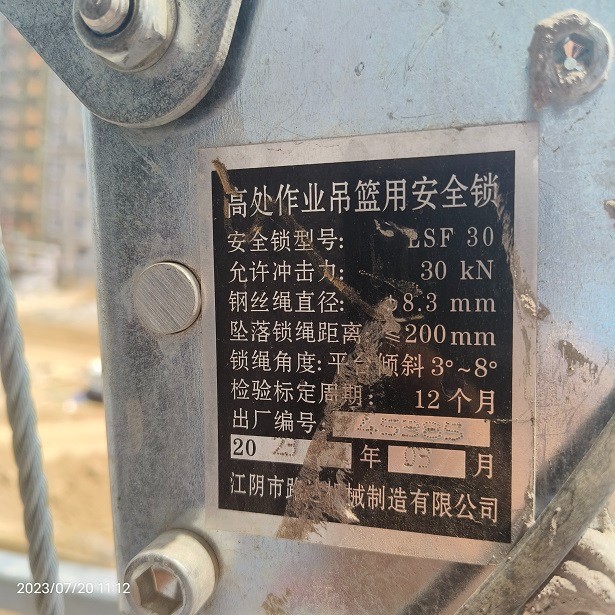 高处作业吊篮用安全锁
安全锁型号: LSF 30
允许冲击力: 30 kN
钢丝绳直径: 8.3 mm
坠落锁绳距离 ≤200mm
锁绳角度:平台倾斜3°~8°
检验标定周期: 12个月
出厂编号:
20 年 03 月
江阴市 机械制造有限公司
2023/07/20 11:12